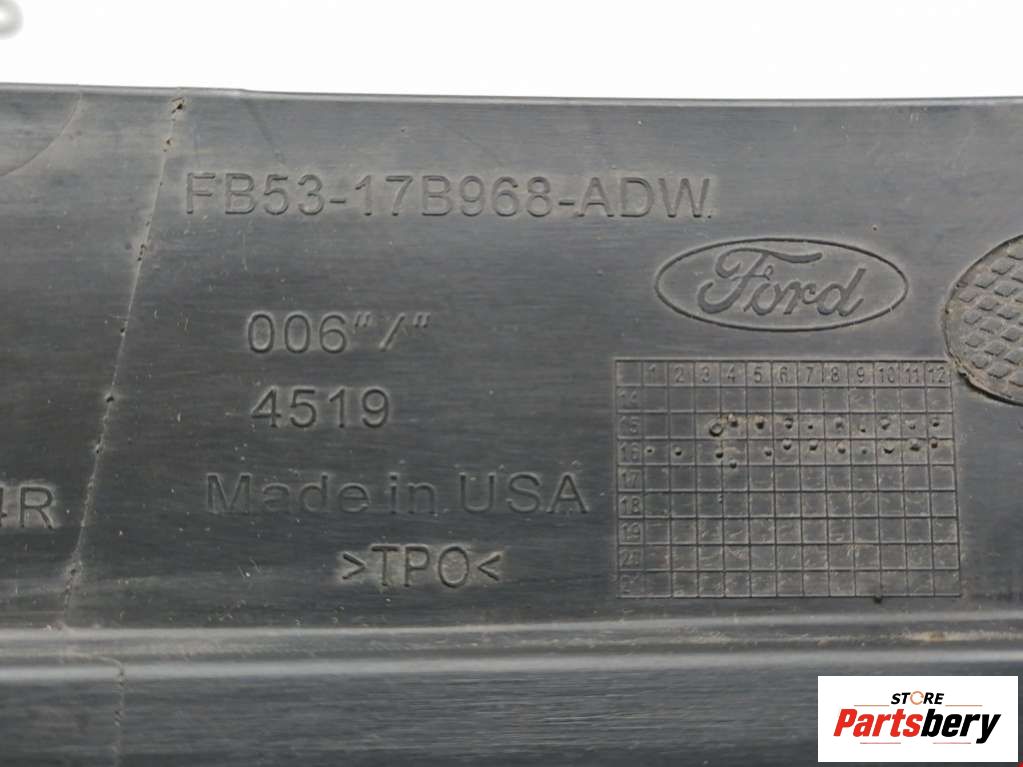 FB53-17B968-ADW
Ford
006"/"
4519
Made in USA
>TPO<
4R
1 2 3 4 5 6 7 8 9 10 11 12
14
15
16
17
18
19
STORE
Partsbery